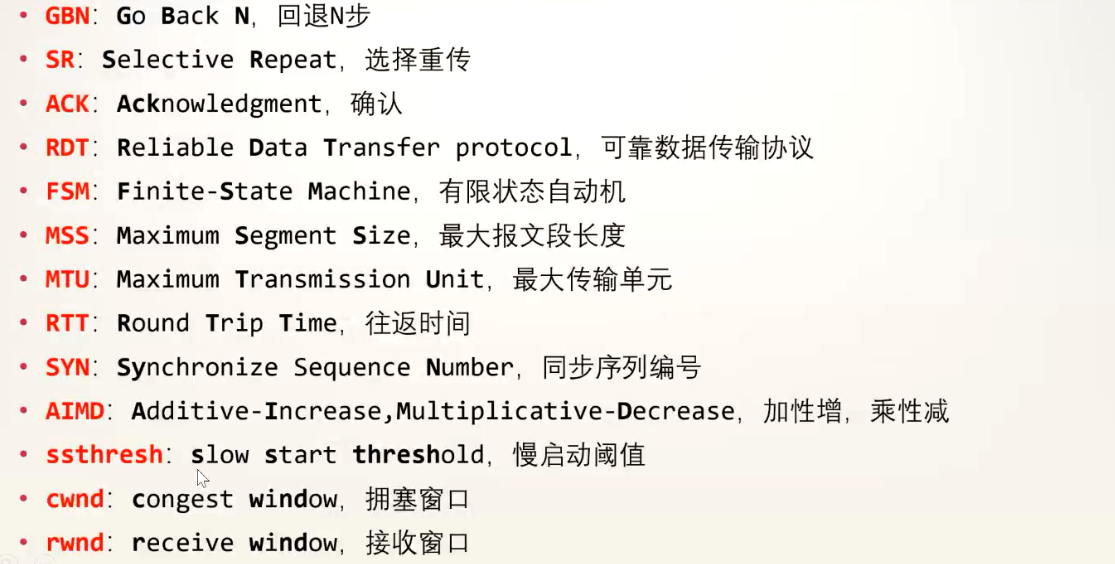 • GBN: Go Back N, 回退N步
• SR: Selective Repeat, 选择重传
• ACK: Acknowledgment, 确认
• RDT: Reliable Data Transfer protocol, 可靠数据传输协议
• FSM: Finite-State Machine, 有限状态自动机
• MSS: Maximum Segment Size, 最大报文段长度
• MTU: Maximum Transmission Unit, 最大传输单元
• RTT: Round Trip Time, 往返时间
• SYN: Synchronize Sequence Number, 同步序列编号
• AIMD: Additive-Increase,Multiplicative-Decrease, 加性增, 乘性减
• ssthresh: slow start threshold, 慢启动阈值
• cwnd: congest window, 拥塞窗口
• rwnd: receive window, 接收窗口